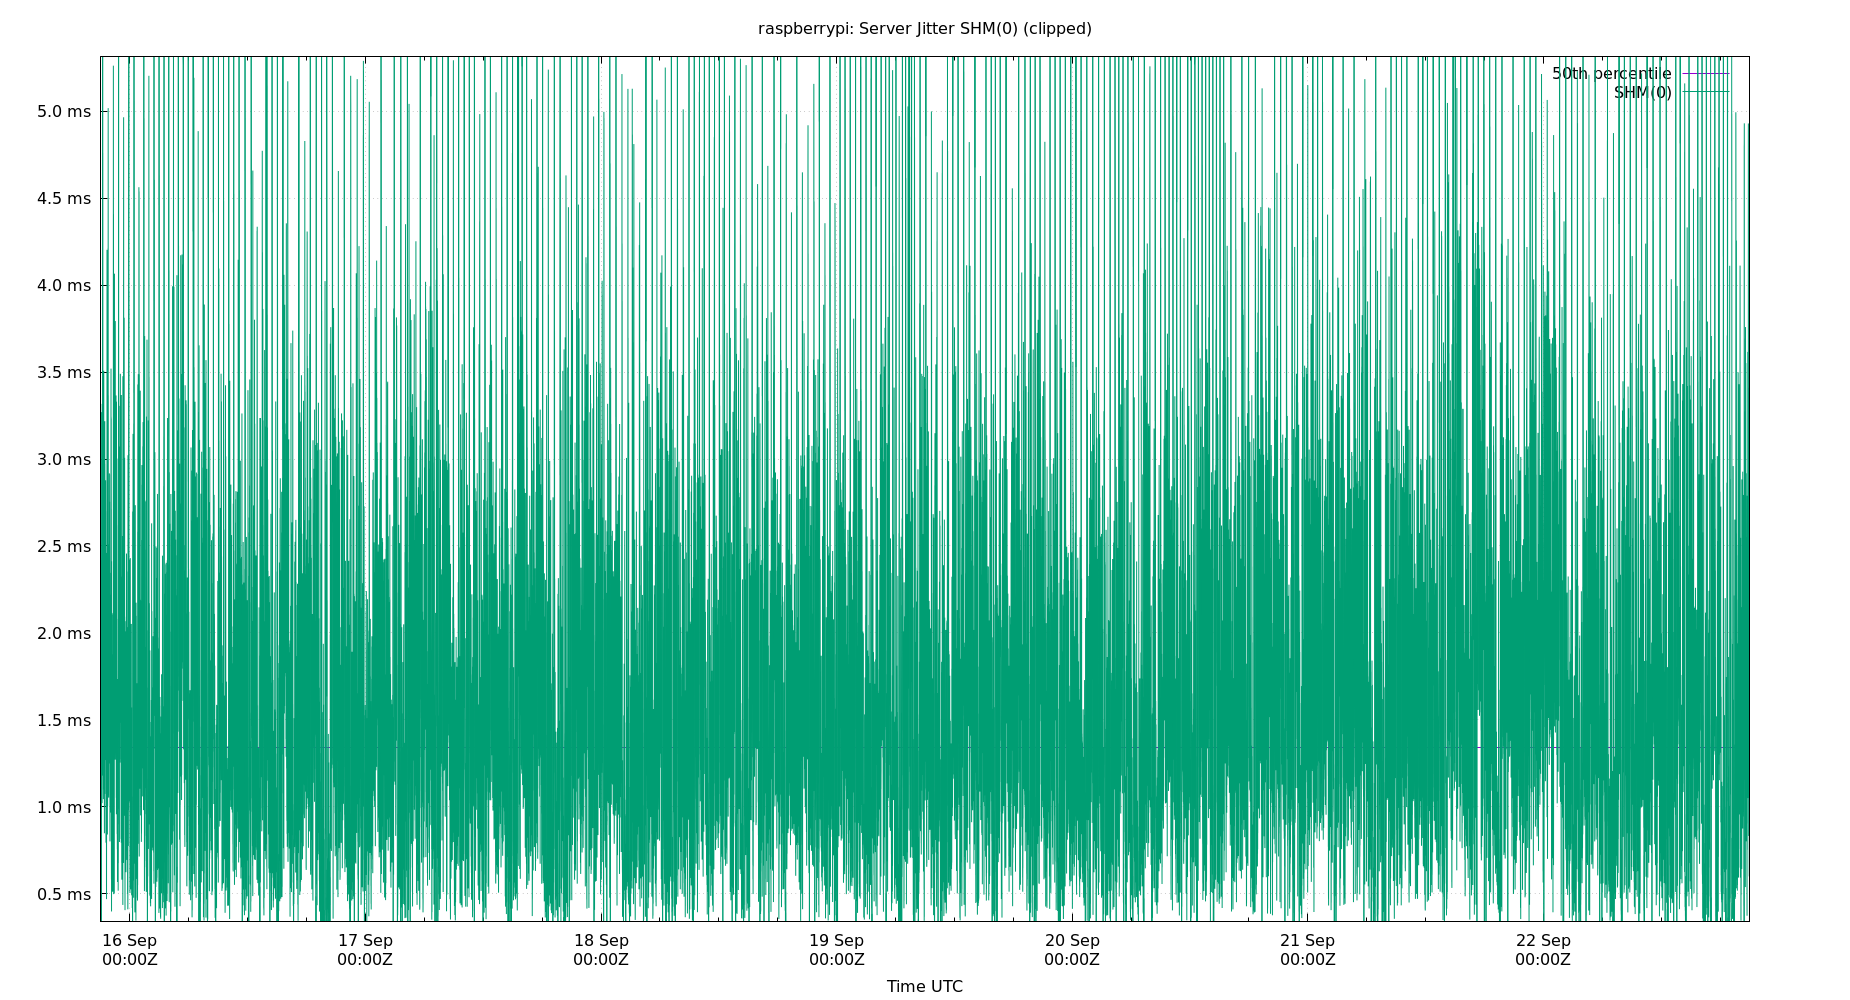 raspberrypi: Server Jitter SHM(0) (clipped)
50th percentile
SHM(0)
5.0 ms
4.5 ms
4.0 ms
3.5 ms
3.0 ms
2.5 ms
2.0 ms
1.5 ms
1.0 ms
0.5 ms
16 Sep 17 Sep 18 Sep 19 Sep 20 Sep 21 Sep 22 Sep
00:00Z 00:00Z 00:00Z 00:00Z 00:00Z 00:00Z 00:00Z
Time UTC